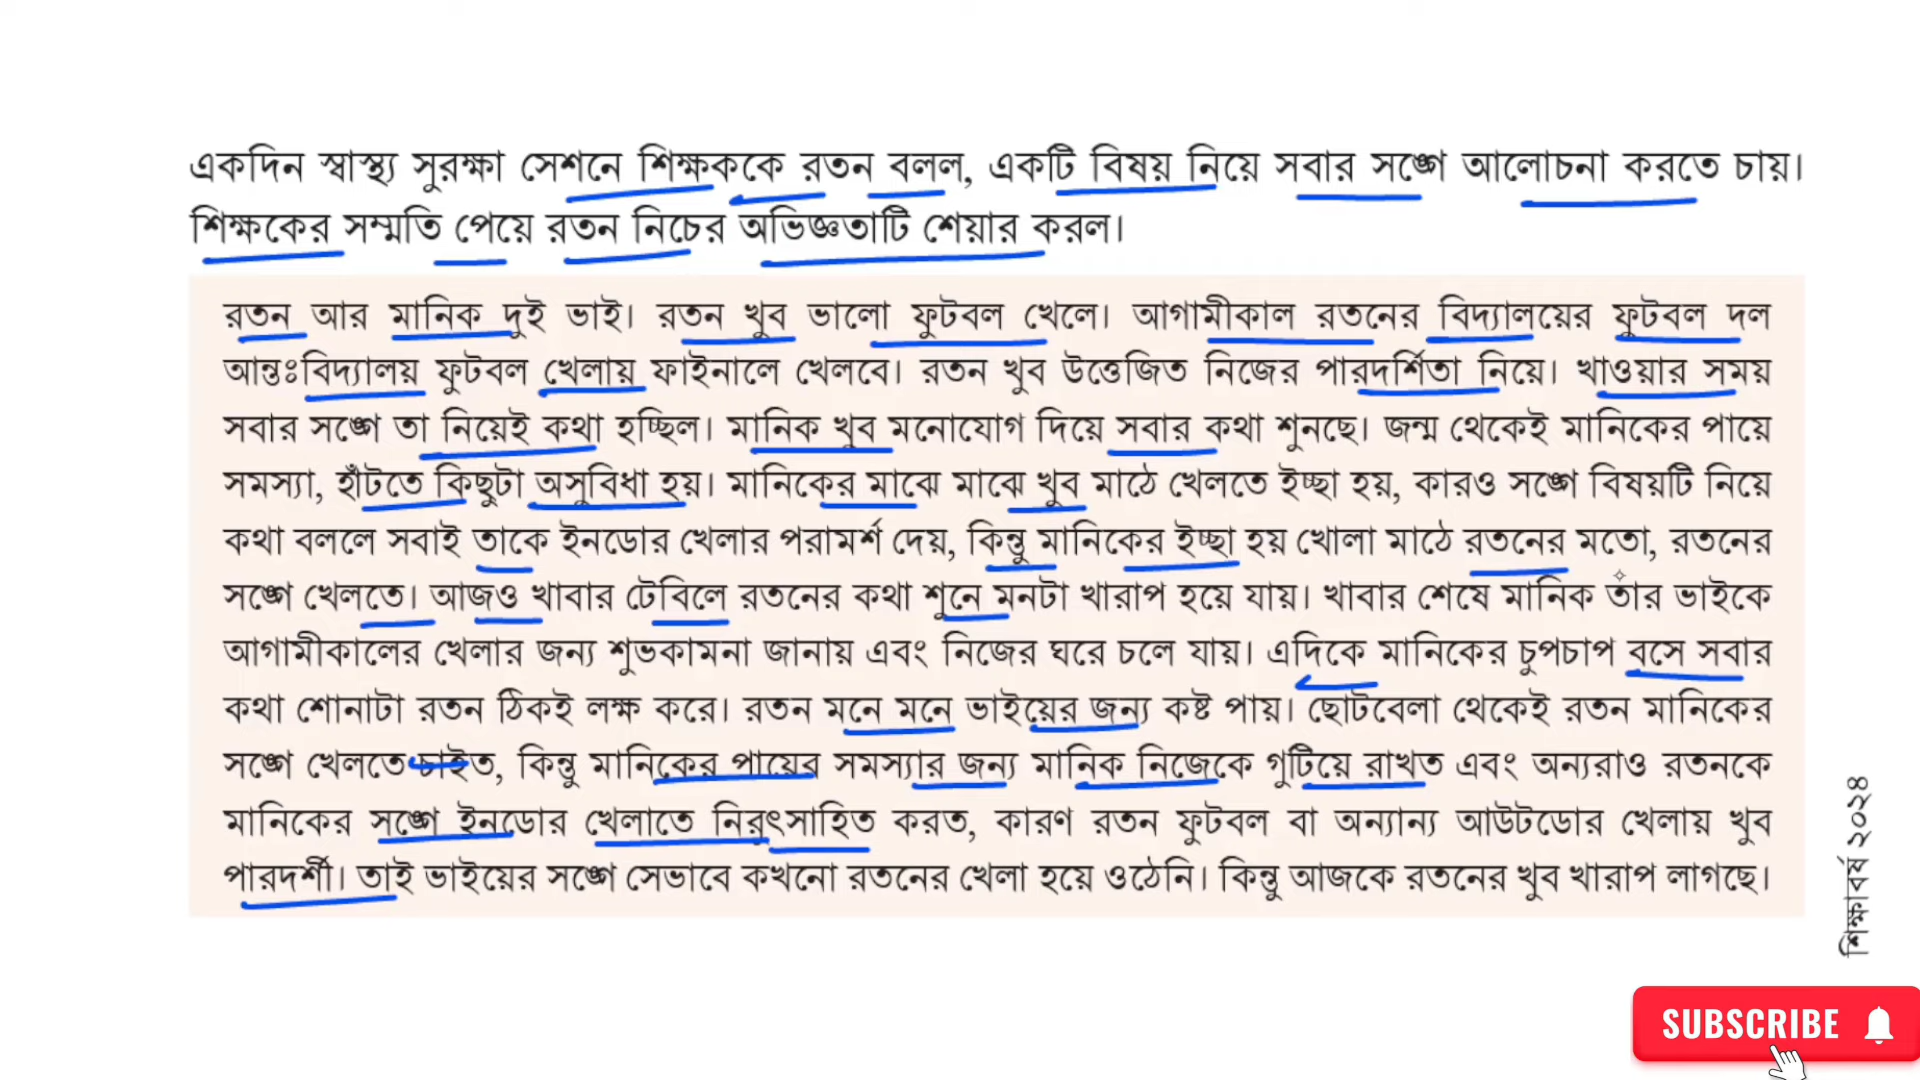 একদিন স্বাস্থ্য সুরক্ষা সেশনে শিক্ষককে রতন বলল, একটি বিষয় নিয়ে সবার সঙ্গে আলোচনা করতে চায়।
শিক্ষকের সম্মতি পেয়ে রতন নিচের অভিজ্ঞতাটি শেয়ার করল।
রতন আর মানিক দুই ভাই। রতন খুব ভালো ফুটবল খেলে। আগামীকাল রতনের বিদ্যালয়ের ফুটবল দল
আন্তঃবিদ্যালয় ফুটবল খেলায় ফাইনালে খেলবে। রতন খুব উত্তেজিত নিজের পারদর্শিতা নিয়ে। খাওয়ার সময়
সবার সঙ্গে তা নিয়েই কথা হচ্ছিল। মানিক খুব মনোযোগ দিয়ে সবার কথা শুনছে। জন্ম থেকেই মানিকের পায়ে
সমস্যা, হাঁটতে কিছুটা অসুবিধা হয়। মানিকের মাঝে মাঝে খুব মাঠে খেলতে ইচ্ছা হয়, কারও সঙ্গে বিষয়টি নিয়ে
কথা বললে সবাই তাকে ইনডোর খেলার পরামর্শ দেয়, কিন্তু মানিকের ইচ্ছা হয় খোলা মাঠে রতনের মতো, রতনের
সঙ্গে খেলতে। আজও খাবার টেবিলে রতনের কথা শুনে মনটা খারাপ হয়ে যায়। খাবার শেষে মানিক তাঁর ভাইকে
আগামীকালের খেলার জন্য শুভকামনা জানায় এবং নিজের ঘরে চলে যায়। এদিকে মানিকের চুপচাপ বসে সবার
কথা শোনাটা রতন ঠিকই লক্ষ করে। রতন মনে মনে ভাইয়ের জন্য কষ্ট পায়। ছোটবেলা থেকেই রতন মানিকের
সঙ্গে খেলতে চাইত, কিন্তু মানিকের পায়ের সমস্যার জন্য মানিক নিজেকে গুটিয়ে রাখত এবং অন্যরাও রতনকে
মানিকের সঙ্গে ইনডোর খেলাতে নিরুৎসাহিত করত, কারণ রতন ফুটবল বা অন্যান্য আউটডোর খেলায় খুব
পারদর্শী। তাই ভাইয়ের সঙ্গে সেভাবে কখনো রতনের খেলা হয়ে ওঠেনি। কিন্তু আজকে রতনের খুব খারাপ লাগছে।
শিক্ষাবর্ষ ২০২৪
SUBSCRIBE